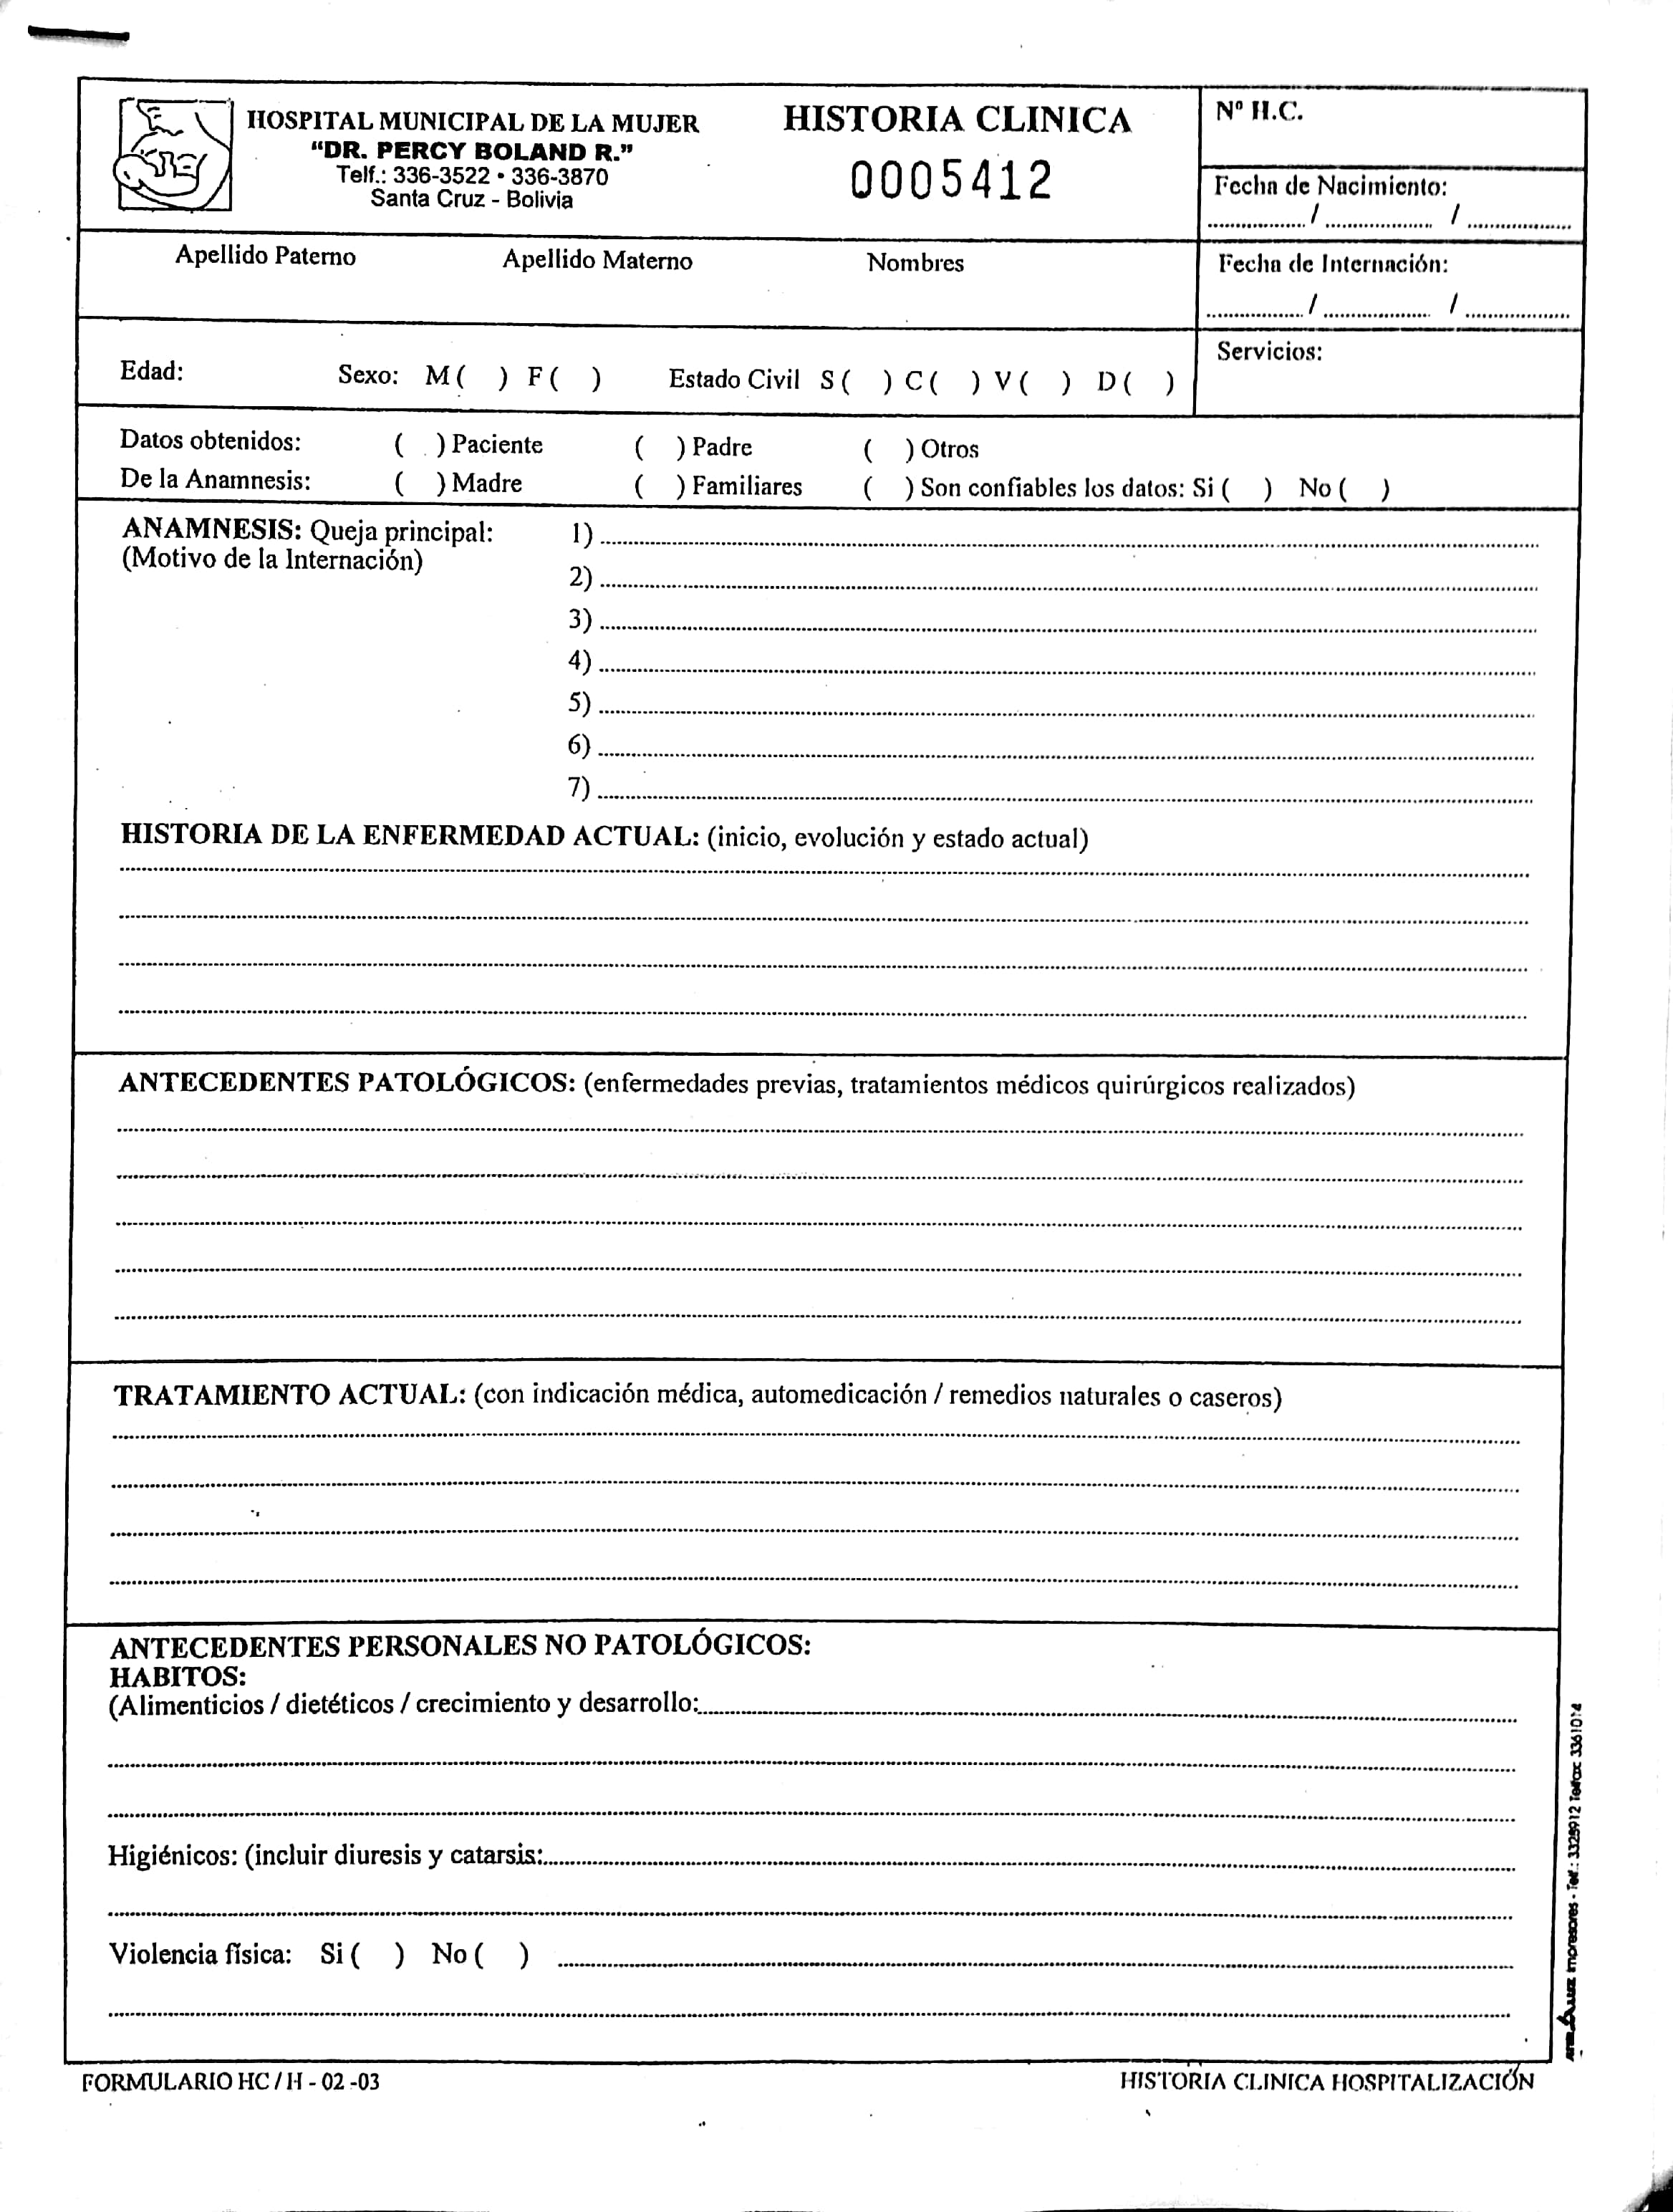 HOSPITAL MUNICIPAL DE LA MUJER
"DR. PERCY BOLAND R."
Telf.: 336-3522 • 336-3870
Santa Cruz - Bolivia
HISTORIA CLINICA
0005412
Nº H.C.
Fecha de Nacimiento:
............/............/............
Apellido Paterno Apellido Materno Nombres
Fecha de Internación:
............/............/............
Edad: Sexo: M ( ) F ( ) Estado Civil S ( ) C ( ) V ( ) D ( )
Servicios:
Datos obtenidos: ( ) Paciente ( ) Padre ( ) Otros
De la Anamnesis: ( ) Madre ( ) Familiares ( ) Son confiables los datos: Si ( ) No ( )
ANAMNESIS: Queja principal:
(Motivo de la Internación)
1)
2)
3)
4)
5)
6)
7)
HISTORIA DE LA ENFERMEDAD ACTUAL: (inicio, evolución y estado actual)
ANTECEDENTES PATOLÓGICOS: (enfermedades previas, tratamientos médicos quirúrgicos realizados)
TRATAMIENTO ACTUAL: (con indicación médica, automedicación / remedios naturales o caseros)
ANTECEDENTES PERSONALES NO PATOLÓGICOS:
HABITOS:
(Alimenticios / dietéticos / crecimiento y desarrollo:
Higiénicos: (incluir diuresis y catarsis:
Violencia física: Si ( ) No ( )
FORMULARIO HC / H - 02 -03
HISTORIA CLINICA HOSPITALIZACIÓN
Impresores - Telf.: 3325912 Telfax: 3361014